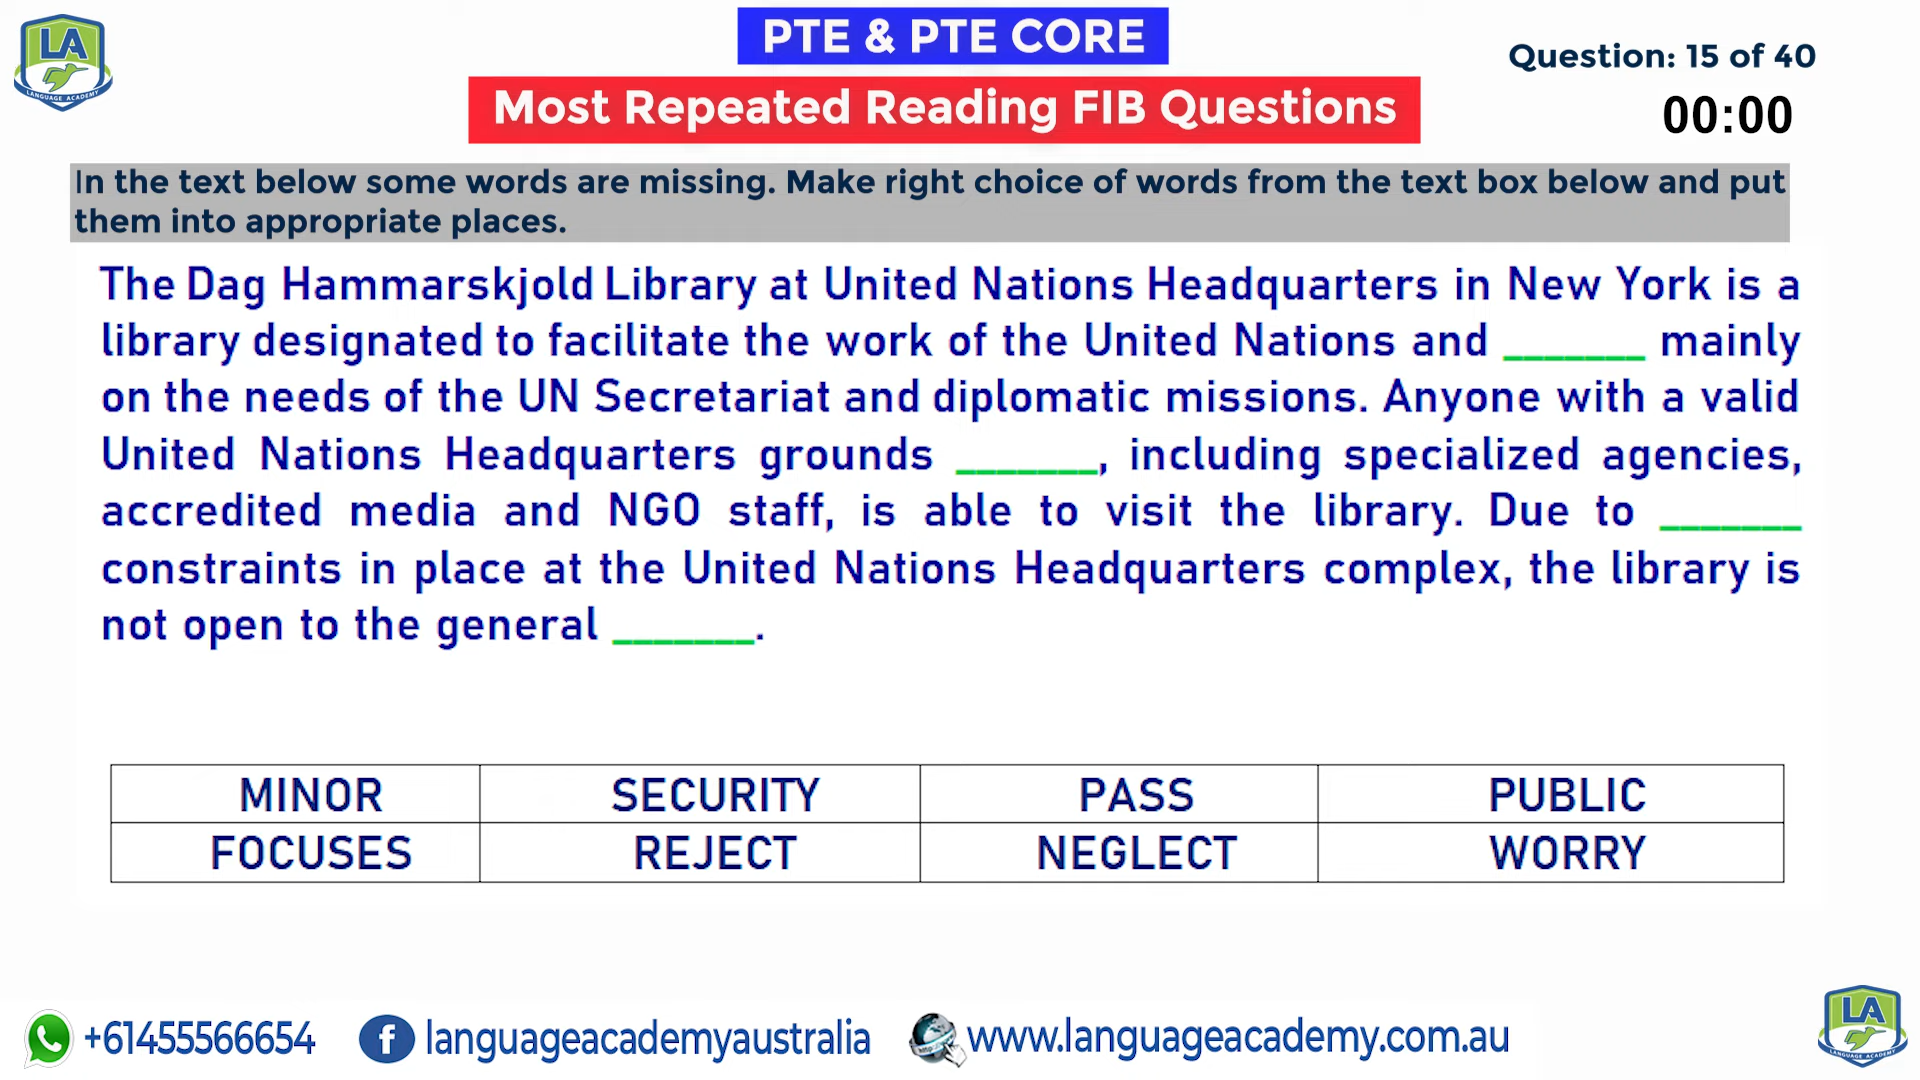 LA
LANGUAGE ACADEMY
PTE & PTE CORE
Most Repeated Reading FIB Questions
Question: 15 of 40
00:00
In the text below some words are missing. Make right choice of words from the text box below and put
them into appropriate places.
The Dag Hammarskjold Library at United Nations Headquarters in New York is a
library designated to facilitate the work of the United Nations and _______ mainly
on the needs of the UN Secretariat and diplomatic missions. Anyone with a valid
United Nations Headquarters grounds _______, including specialized agencies,
accredited media and NGO staff, is able to visit the library. Due to _______
constraints in place at the United Nations Headquarters complex, the library is
not open to the general _______.
MINOR SECURITY PASS PUBLIC
FOCUSES REJECT NEGLECT WORRY
+61455566654 languageacademyaustralia www.languageacademy.com.au
LA
LANGUAGE ACADEMY